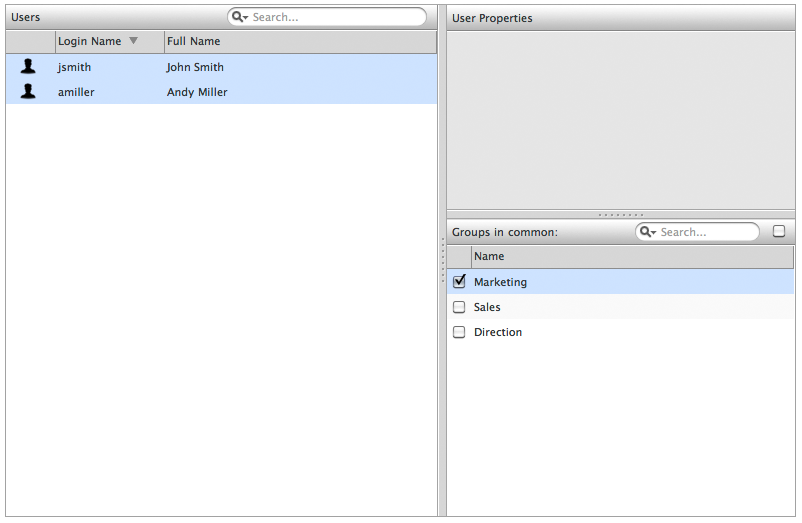 Users
Search...
Login Name
Full Name
jsmith
John Smith
amiller
Andy Miller
User Properties
Groups in common:
Search...
Name
Marketing
Sales
Direction